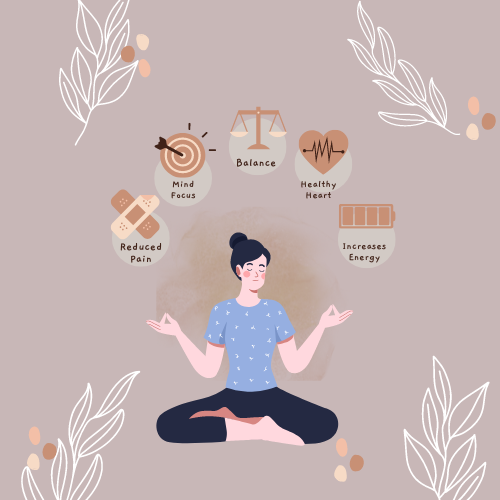 Balance
Mind
Focus
Healthy
Heart
Reduced
Pain
Increases
Energy